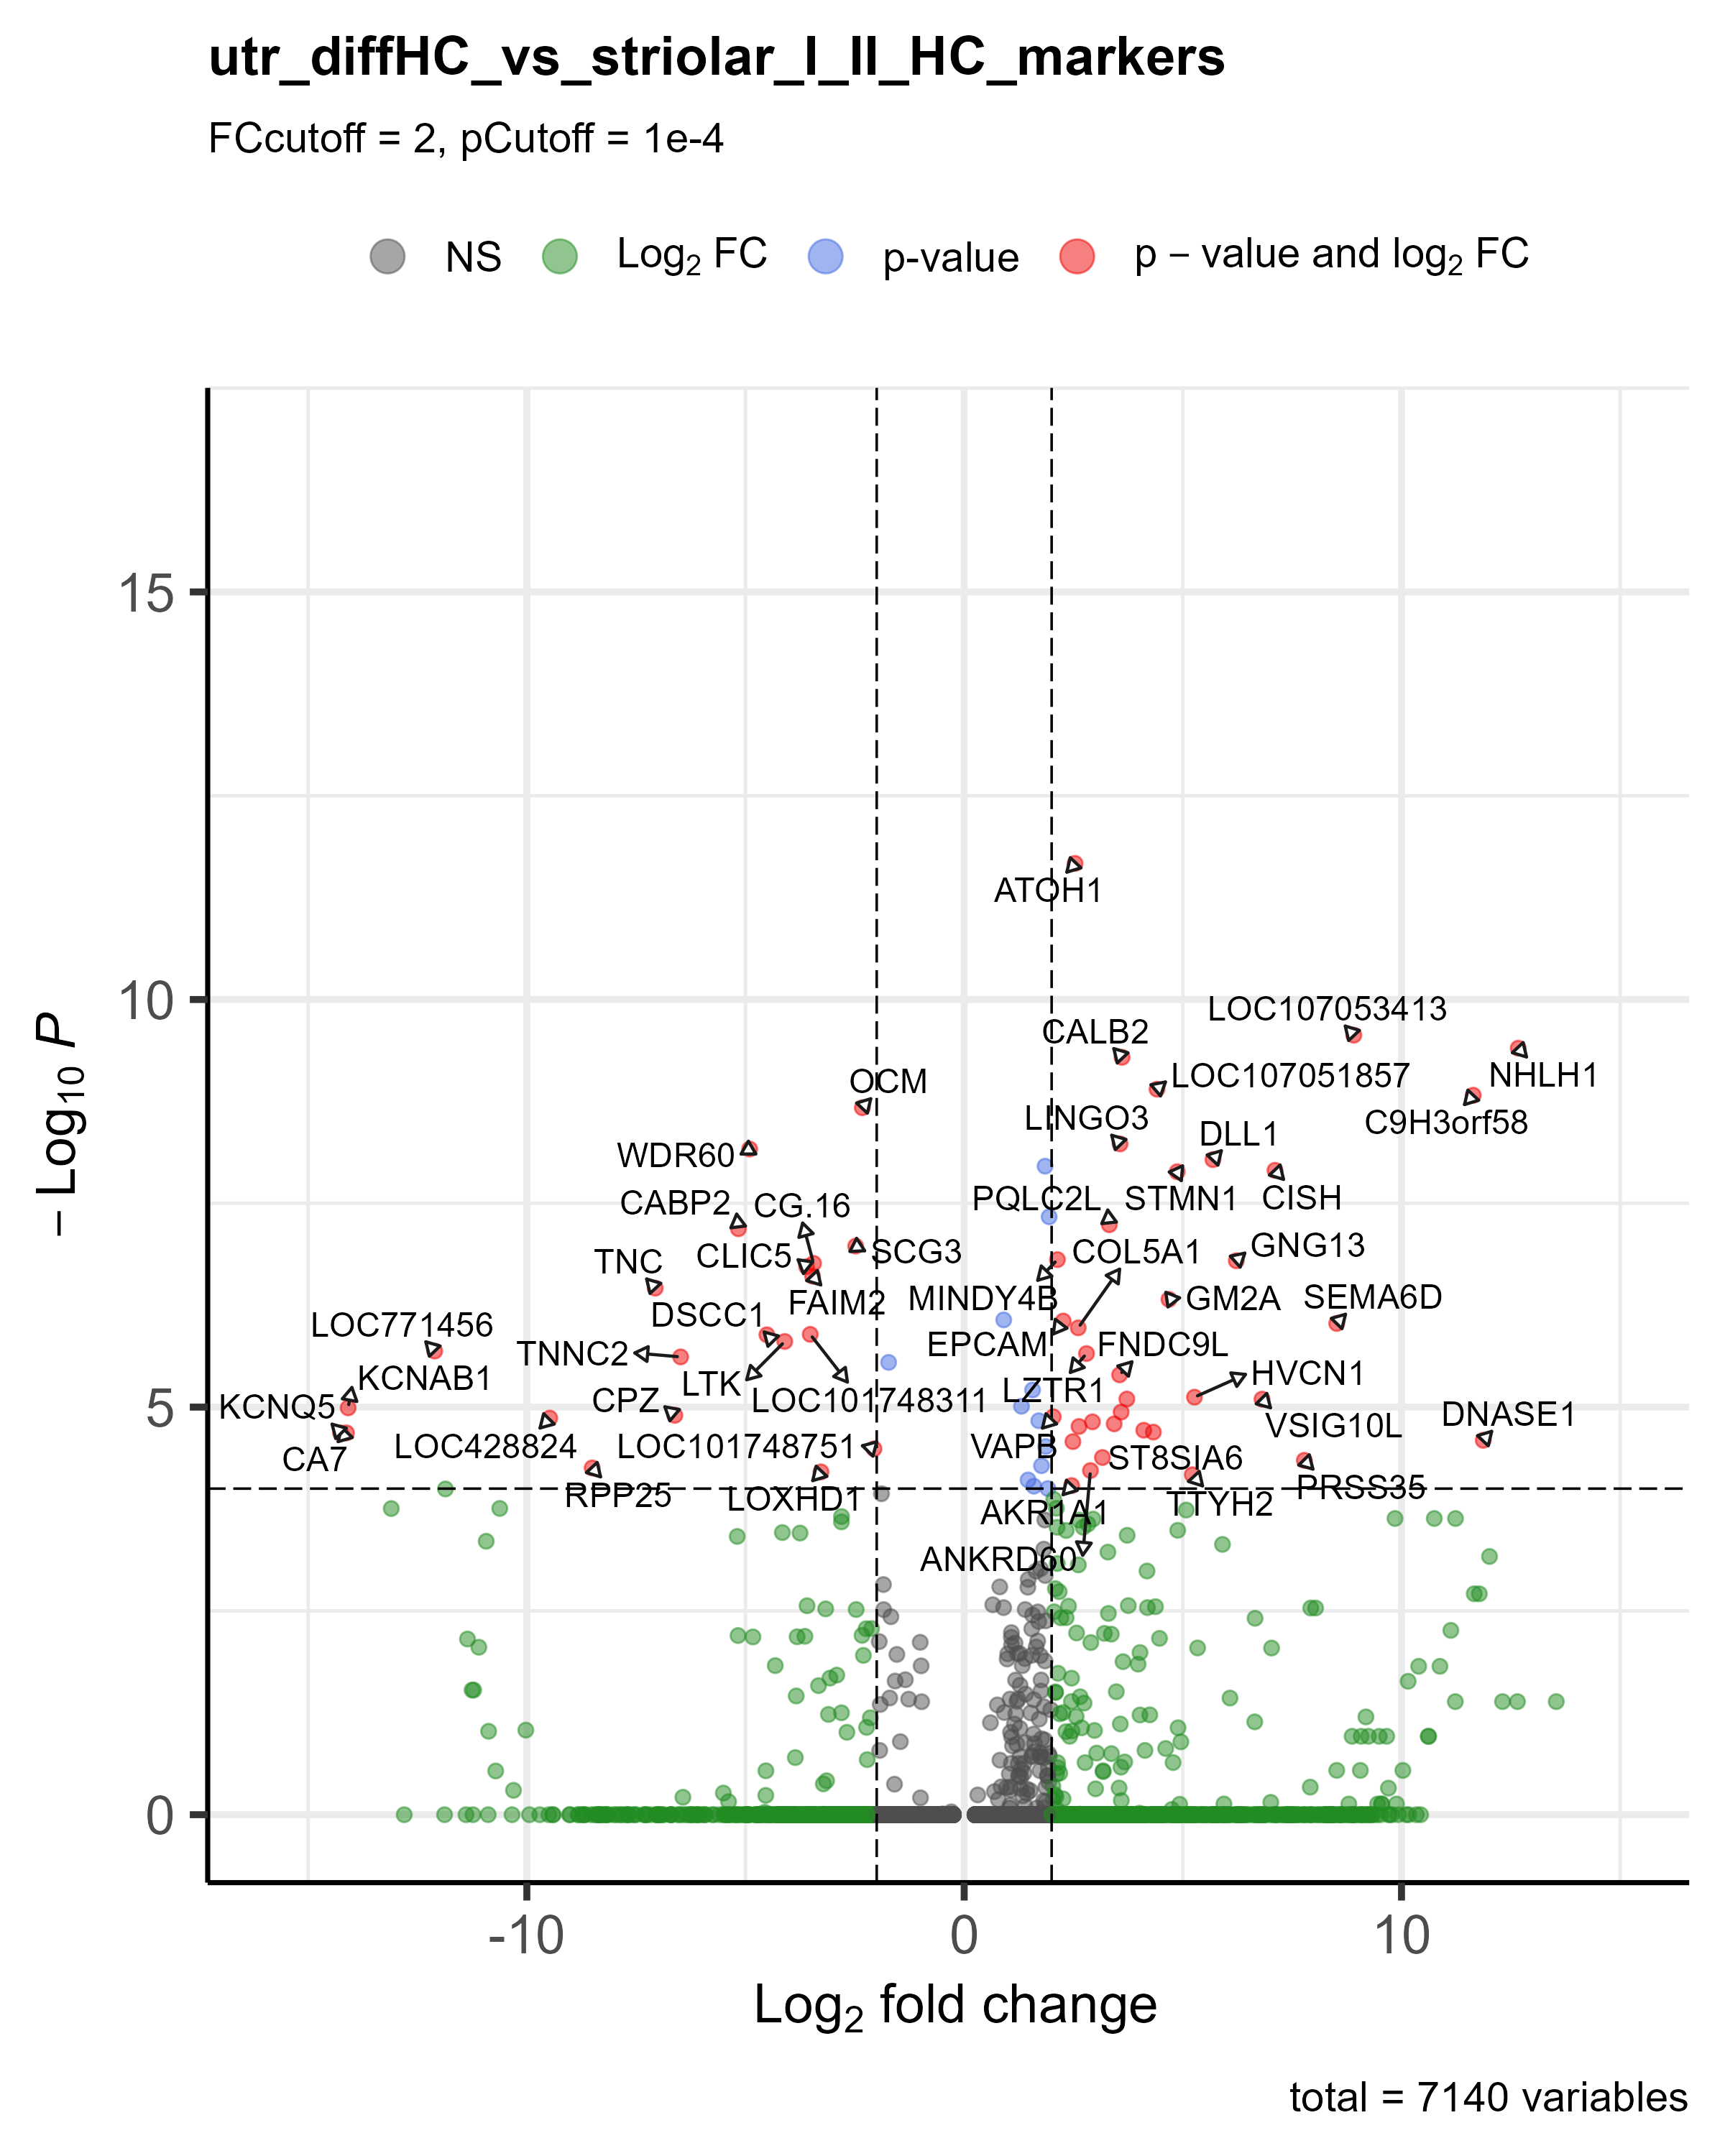 utr_diffHC_vs_striolar_I_II_HC_markers
FCcutoff = 2, pCutoff = 1e-4
NS Log2 FC p-value p − value and log2 FC
− Log10 P
15
10
5
0
ATOH1
LOC107053413
CALB2
NHLH1
OCM
LOC107051857
C9H3orf58
LINGO3
DLL1
WDR60
PQLC2L
STMN1
CISH
CABP2
CG.16
CLIC5
SCG3
COL5A1
GNG13
TNC
FAIM2
MINDY4B
GM2A
SEMA6D
DSCC1
LOC771456
EPCAM
FNDC9L
TNNC2
KCNAB1
LTK
LZTR1
HVCN1
KCNQ5
CPZ
LOC101748311
VSIG10L
DNASE1
CA7
LOC428824
LOC101748751
VAPB
ST8SIA6
RPP25
LOXHD1
AKR1A1
TTYH2
PRSS35
ANKRD60
-10 0 10
Log2 fold change
total = 7140 variables